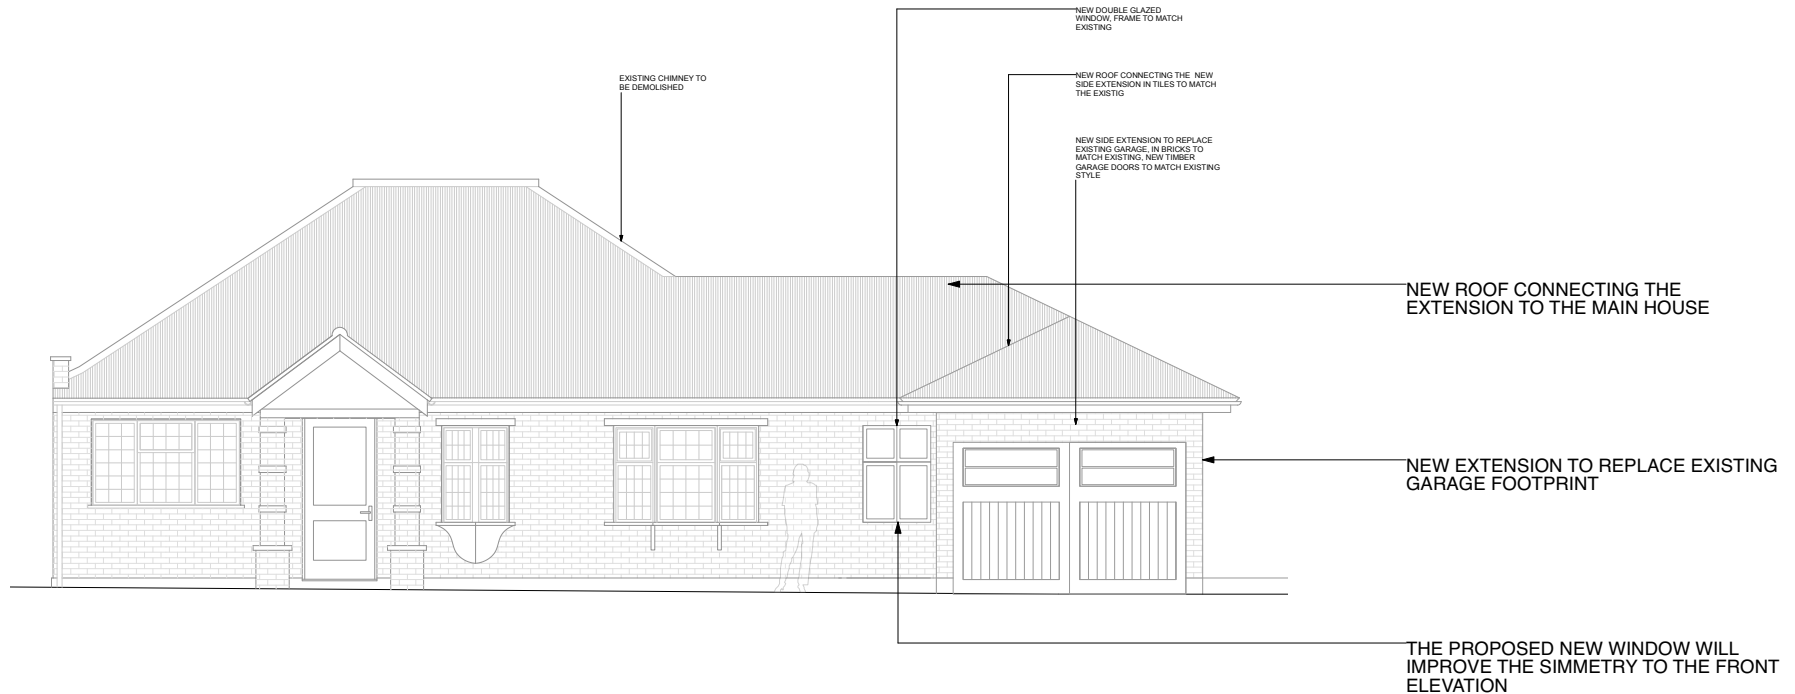 NEW DOUBLE GLAZED
WINDOW, FRAME TO MATCH
EXISTING
EXISTING CHIMNEY TO
BE DEMOLISHED
NEW ROOF CONNECTING THE NEW
SIDE EXTENSION IN TILES TO MATCH
THE EXISTIG
NEW SIDE EXTENSION TO REPLACE
EXISTING GARAGE, IN BRICKS TO
MATCH EXISTING, NEW TIMBER
GARAGE DOORS TO MATCH EXISTING
STYLE
NEW ROOF CONNECTING THE
EXTENSION TO THE MAIN HOUSE
NEW EXTENSION TO REPLACE EXISTING
GARAGE FOOTPRINT
THE PROPOSED NEW WINDOW WILL
IMPROVE THE SIMMETRY TO THE FRONT
ELEVATION